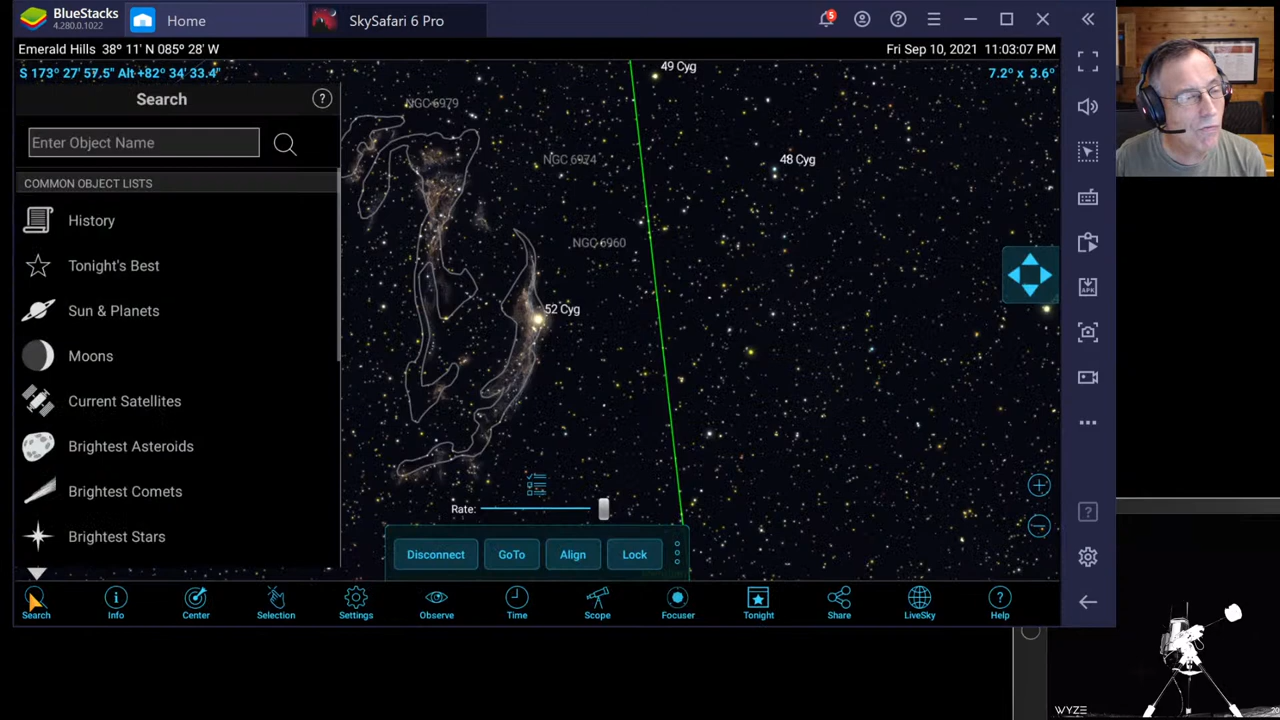 BlueStacks
4.280.0.1022
Home
SkySafari 6 Pro
5
Emerald Hills 38° 11' N 085° 28' W
Fri Sep 10, 2021 11:03:07 PM
S 173° 27' 57.5" Alt +82° 34' 33.4"
7.2° x 3.6°
Search
?
Enter Object Name
COMMON OBJECT LISTS
History
Tonight's Best
Sun & Planets
Moons
Current Satellites
Brightest Asteroids
Brightest Comets
Brightest Stars
49 Cyg
NGC 6979
NGC 6974
48 Cyg
NGC 6960
52 Cyg
Rate:
Disconnect
GoTo
Align
Lock
Search
Info
Center
Selection
Settings
Observe
Time
Scope
Focuser
Tonight
Share
LiveSky
Help
APK
WYZE
20